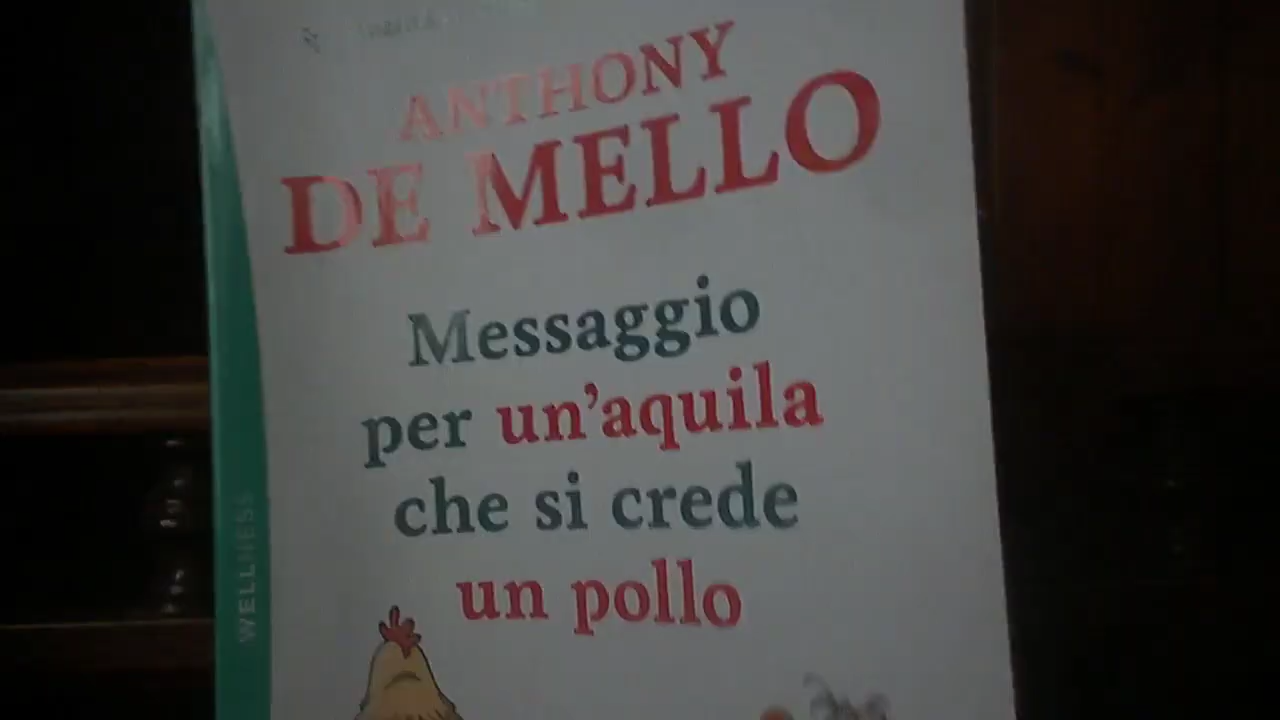 ANTHONY
DE MELLO
Messaggio
per un'aquila
che si crede
un pollo
WELLNESS